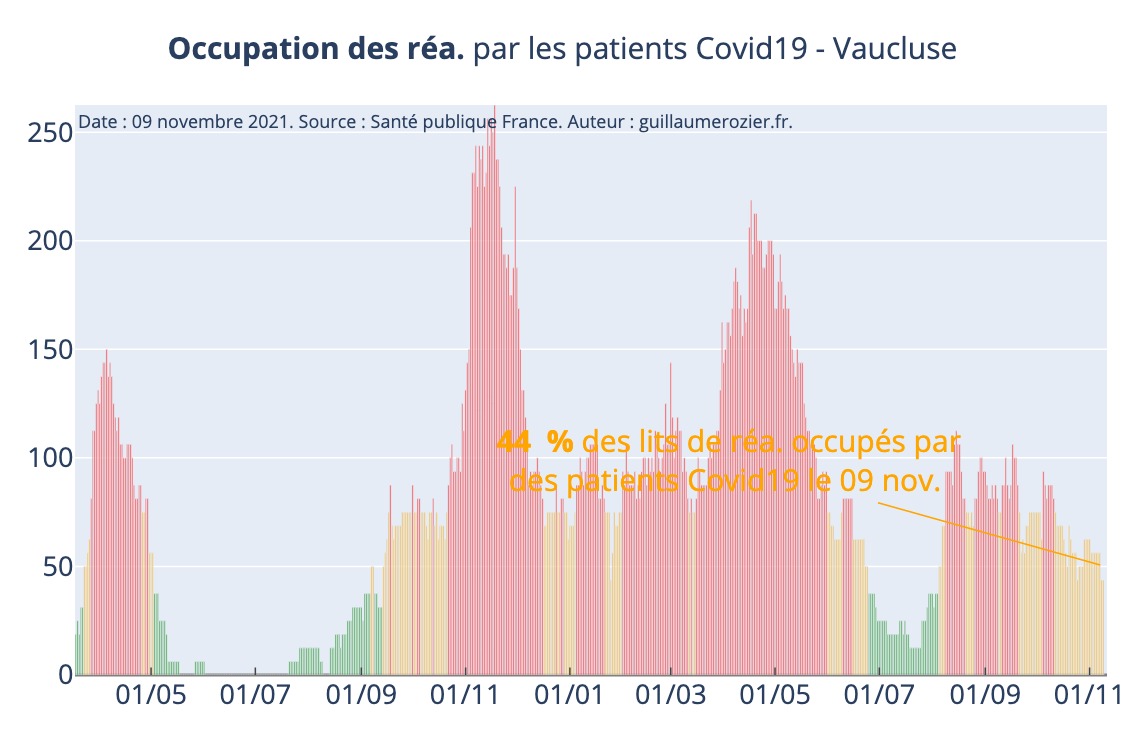 Occupation des réa. par les patients Covid19 - Vaucluse
Date : 09 novembre 2021. Source : Santé publique France. Auteur : guillaumerozier.fr.
250
200
150
100
50
0
44 % des lits de réa. occupés par
des patients Covid19 le 09 nov.
01/05 01/07 01/09 01/11 01/01 01/03 01/05 01/07 01/09 01/11